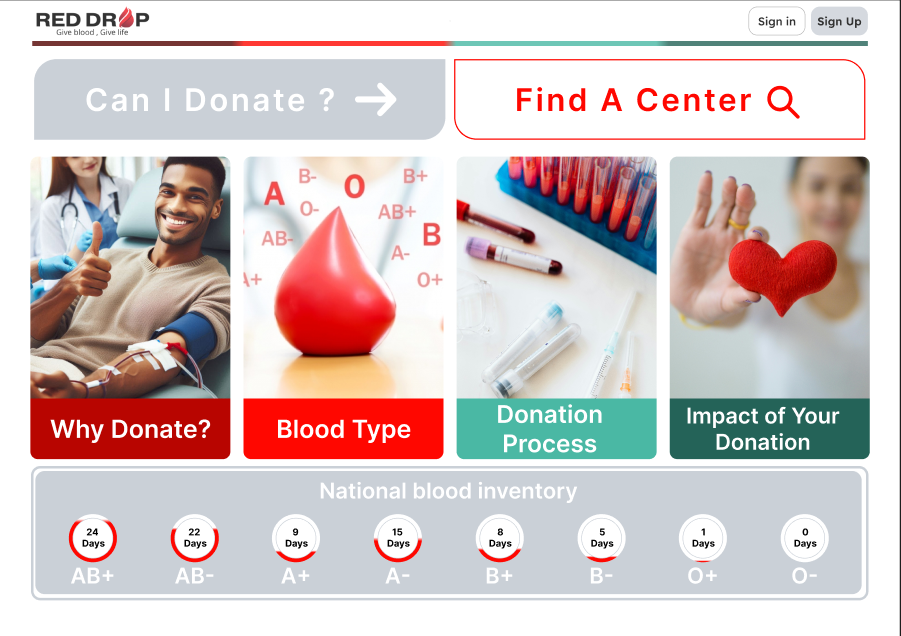 RED DROP
Give blood , Give life
Sign in
Sign Up
Can I Donate ?
Find A Center
A
B-
O
B+
O-
AB+
AB-
B
A-
A+
O+
Why Donate?
Blood Type
Donation
Process
Impact of Your
Donation
National blood inventory
24
Days
AB+
22
Days
AB-
9
Days
A+
15
Days
A-
8
Days
B+
5
Days
B-
1
Days
O+
0
Days
O-